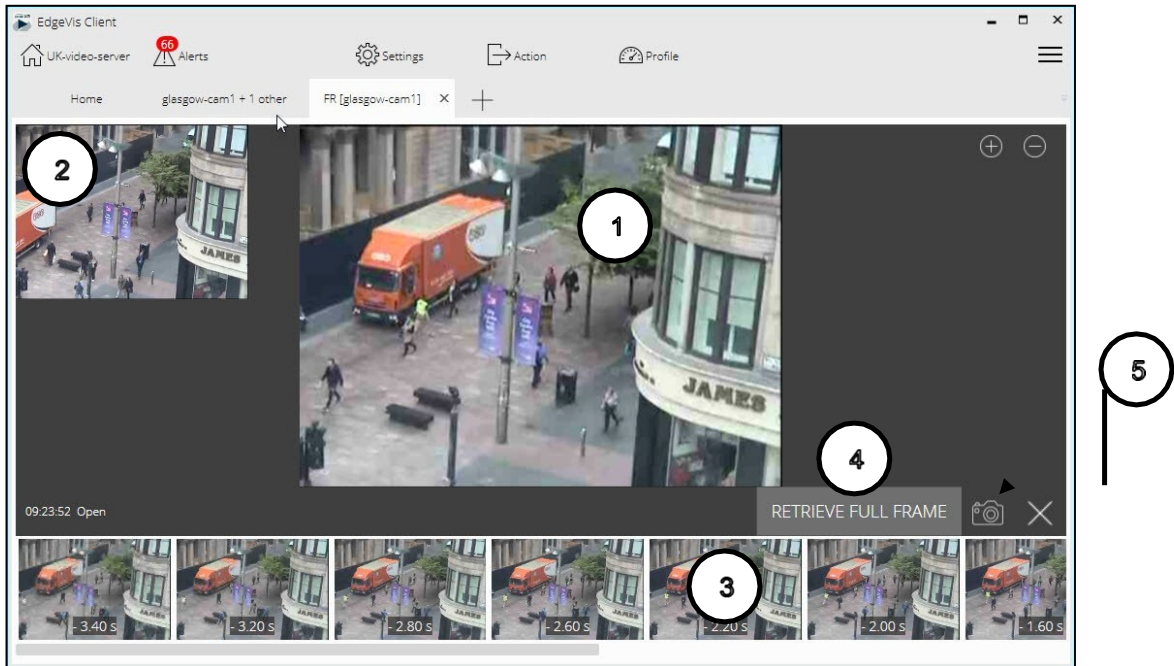 EdgeVis Client
UK-video-server
66
Alerts
Settings
Action
Profile
Home
glasgow-cam1 + 1 other
FR [glasgow-cam1]
2
1
JAMES
JAMES
5
4
09:23:52 Open
RETRIEVE FULL FRAME
3
- 3.40 s
- 3.20 s
- 2.80 s
- 2.60 s
- 2.20 s
- 2.00 s
- 1.60 s